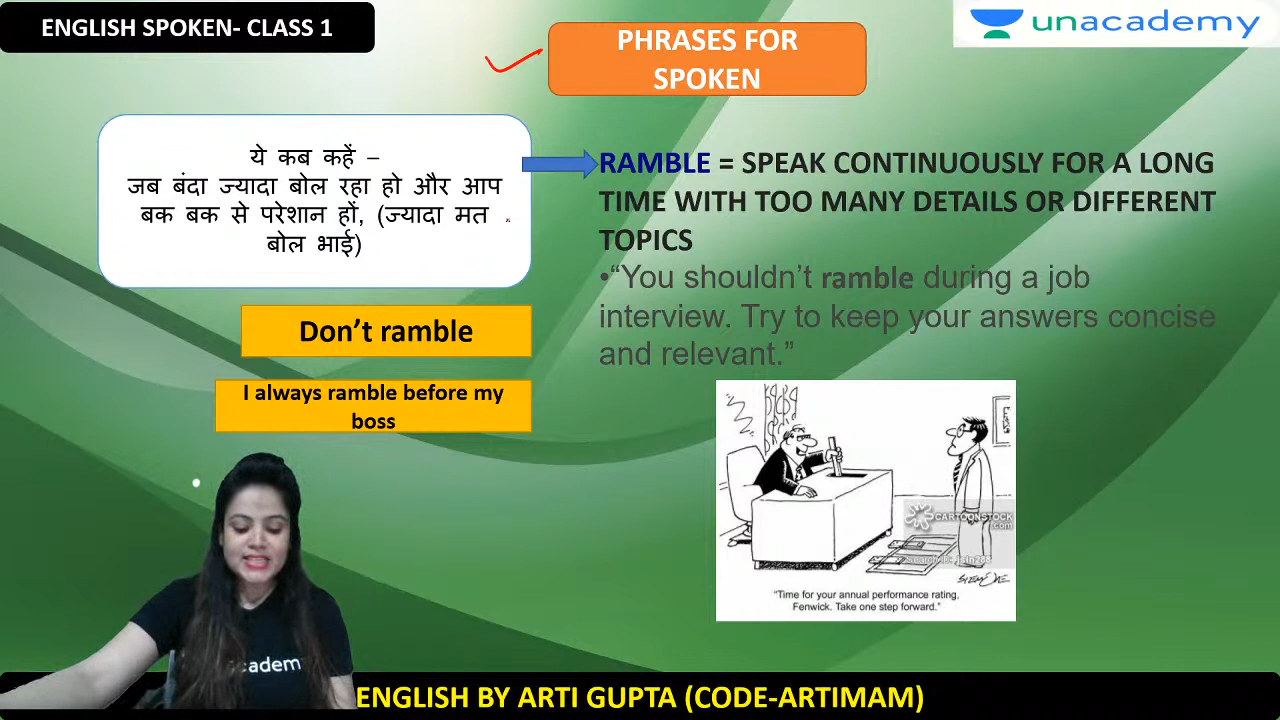 ENGLISH SPOKEN- CLASS 1
unacademy
PHRASES FOR
SPOKEN
ये कब कहें –
जब बंदा ज्यादा बोल रहा हो और आप
बक बक से परेशान हों, (ज्यादा मत
बोल भाई)
RAMBLE = SPEAK CONTINUOUSLY FOR A LONG
TIME WITH TOO MANY DETAILS OR DIFFERENT
TOPICS
•“You shouldn’t ramble during a job
interview. Try to keep your answers concise
and relevant.”
Don’t ramble
I always ramble before my
boss
CARTOONSTOCK
.com
"Time for your annual performance rating,
Fenwick. Take one step forward."
cademy
ENGLISH BY ARTI GUPTA (CODE-ARTIMAM)